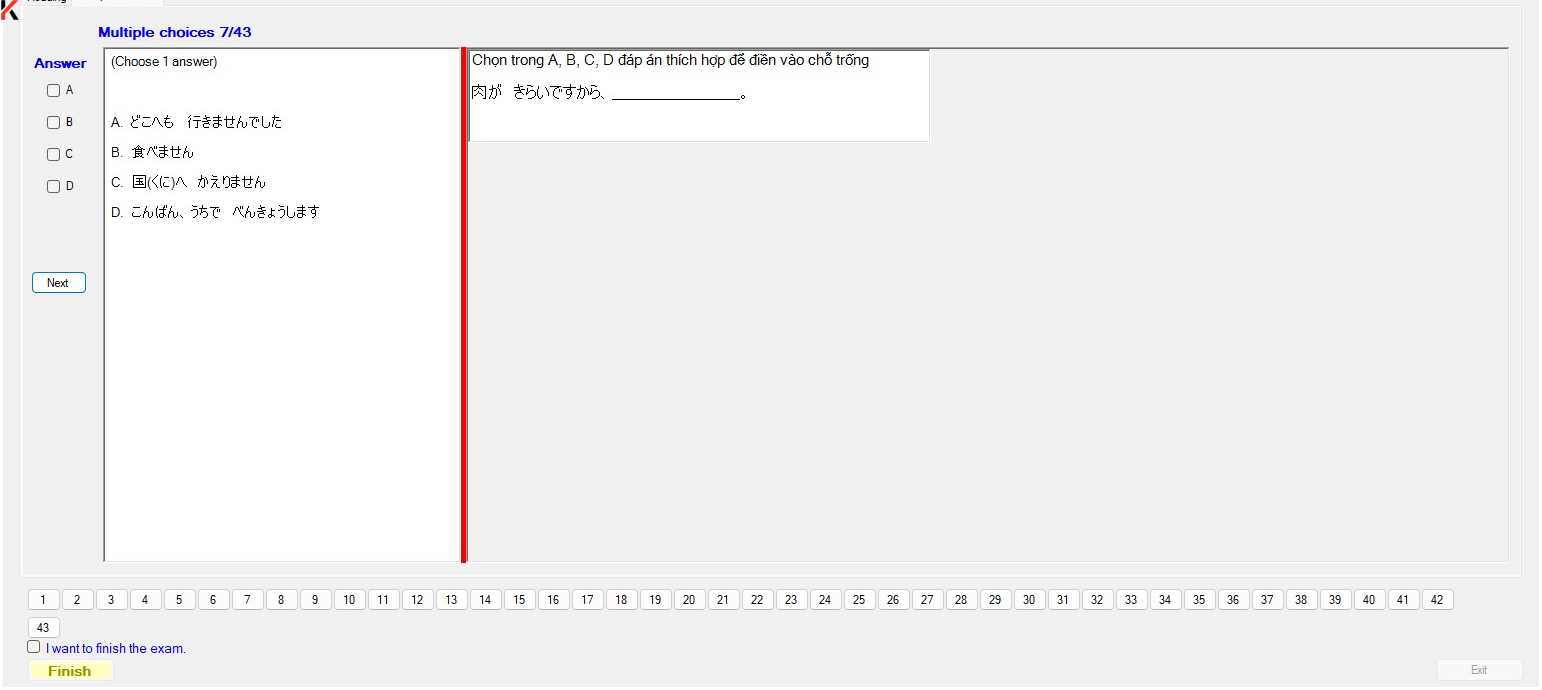 Multiple choices 7/43
Answer
A
B
C
D
Next
(Choose 1 answer)
A. どこへも 行きませんでした
B. 食べません
C. 国(くに)へ かえりません
D. こんばん、うちで べんきょうします
Chọn trong A, B, C, D đáp án thích hợp để điền vào chỗ trống
肉が きらいですから、_________________。
1 2 3 4 5 6 7 8 9 10 11 12 13 14 15 16 17 18 19 20 21 22 23 24 25 26 27 28 29 30 31 32 33 34 35 36 37 38 39 40 41 42
43
I want to finish the exam.
Finish
Exit